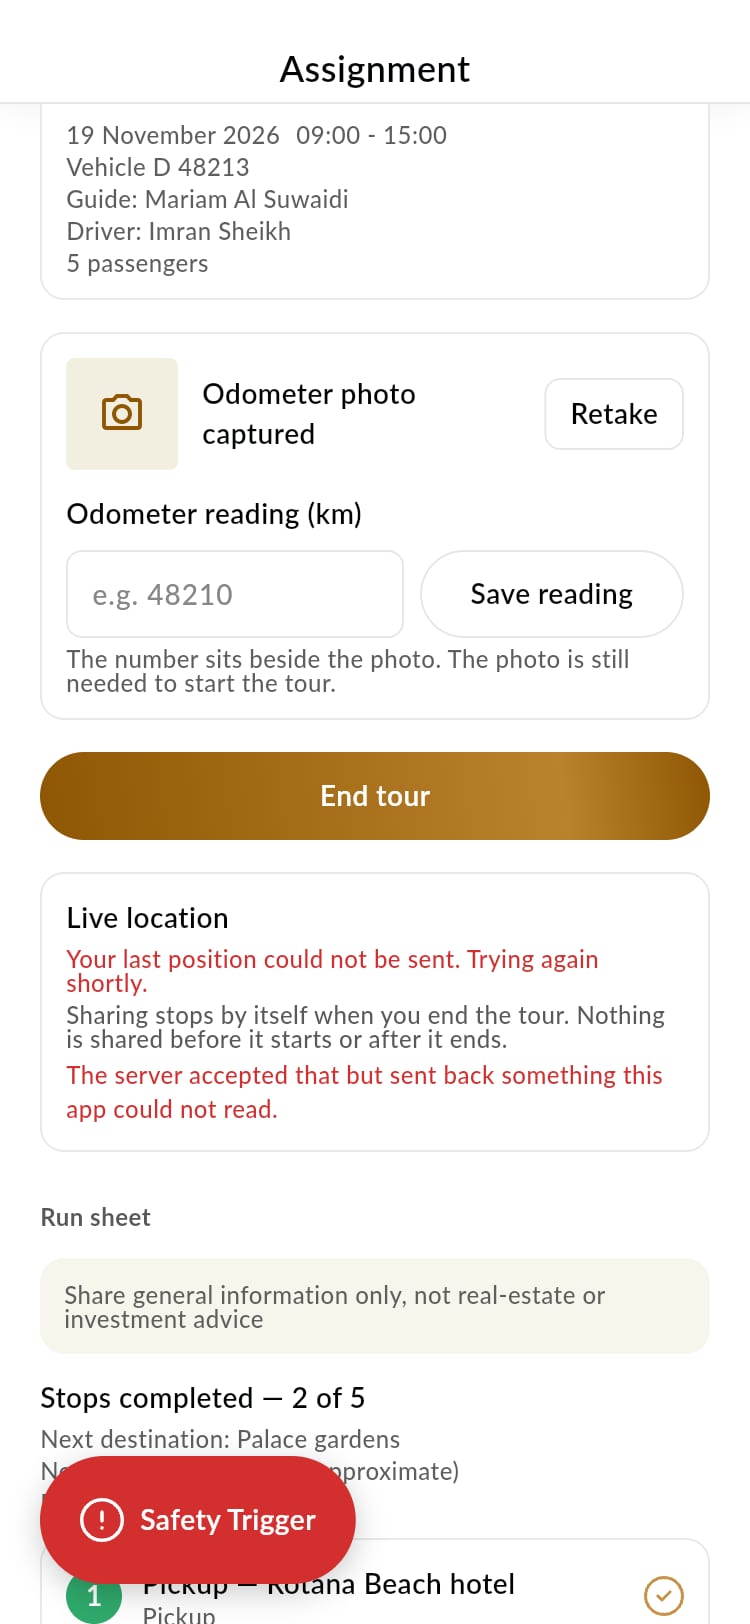 Assignment
19 November 2026 09:00 - 15:00
Vehicle D 48213
Guide: Mariam Al Suwaidi
Driver: Imran Sheikh
5 passengers
Odometer photo
captured
Retake
Odometer reading (km)
e.g. 48210
Save reading
The number sits beside the photo. The photo is still
needed to start the tour.
End tour
Live location
Your last position could not be sent. Trying again
shortly.
Sharing stops by itself when you end the tour. Nothing
is shared before it starts or after it ends.
The server accepted that but sent back something this
app could not read.
Run sheet
Share general information only, not real-estate or
investment advice
Stops completed — 2 of 5
Next destination: Palace gardens
Safety Trigger
1
Pickup — Rotana Beach hotel
Pickup